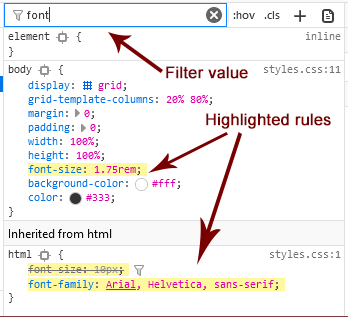 font :hov .cls
element { inline
}
Filter value
body { styles.css:11
display: grid;
grid-template-columns: 20% 80%;
Highlighted rules
margin: 0;
padding: 0;
width: 100%;
height: 100%;
font-size: 1.75rem;
background-color: #fff;
color: #333;
}
Inherited from html
html { styles.css:1
font-size: 10px;
font-family: Arial, Helvetica, sans-serif;
}